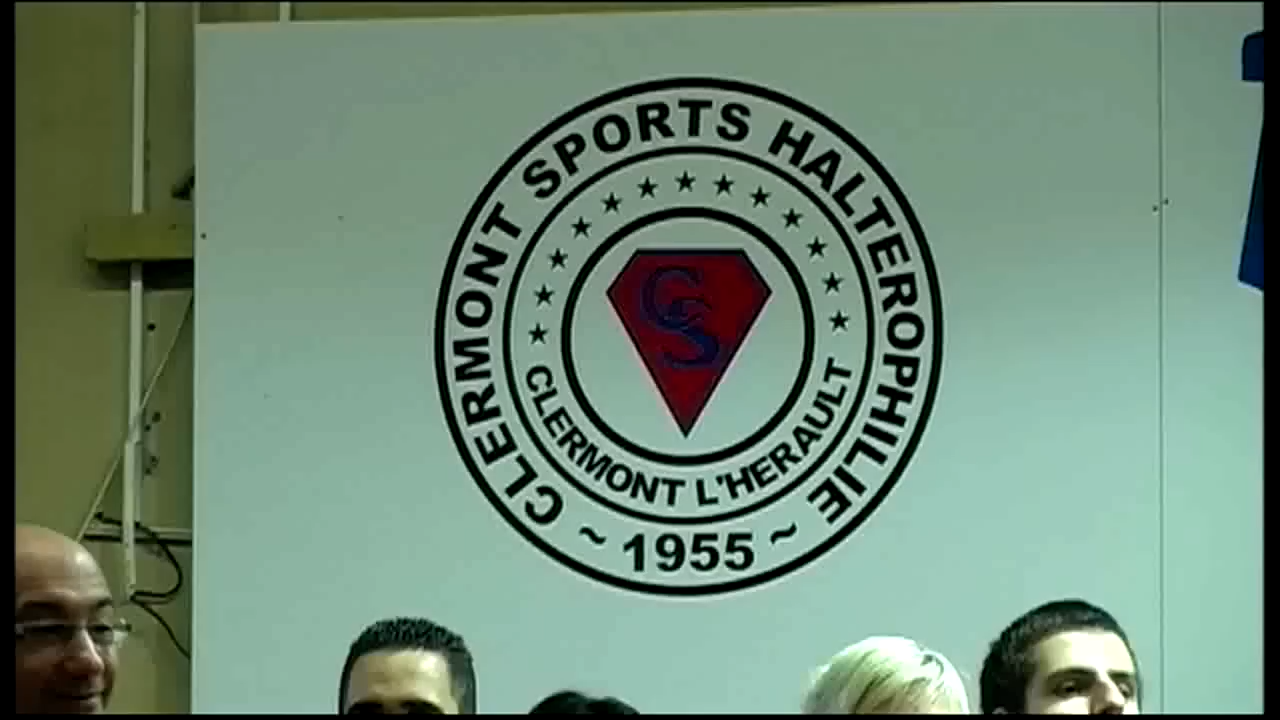 CLERMONT SPORTS HALTEROPHILIE
CLERMONT L'HERAULT
CS
~ 1955 ~